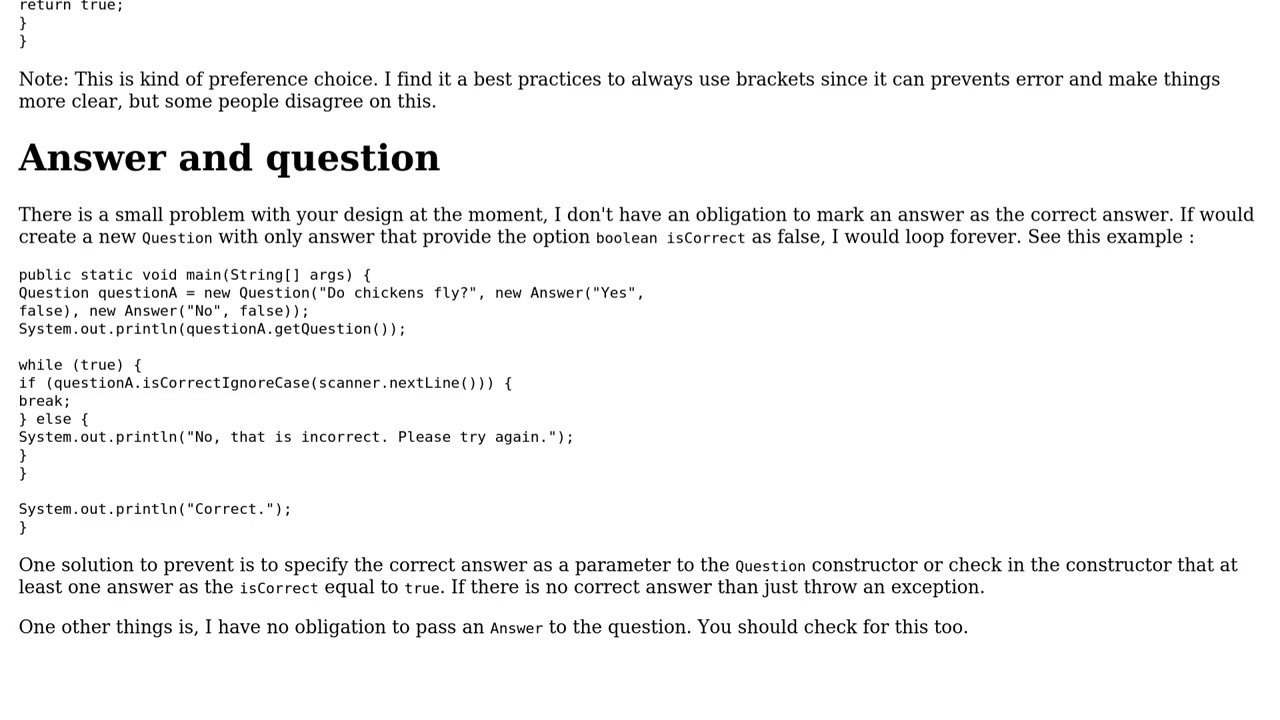 return true;
}
}
Note: This is kind of preference choice. I find it a best practices to always use brackets since it can prevents error and make things
more clear, but some people disagree on this.
Answer and question
There is a small problem with your design at the moment, I don't have an obligation to mark an answer as the correct answer. If would
create a new Question with only answer that provide the option boolean isCorrect as false, I would loop forever. See this example :
public static void main(String[] args) {
Question questionA = new Question("Do chickens fly?", new Answer("Yes",
false), new Answer("No", false));
System.out.println(questionA.getQuestion());
while (true) {
if (questionA.isCorrectIgnoreCase(scanner.nextLine())) {
break;
} else {
System.out.println("No, that is incorrect. Please try again.");
}
}
System.out.println("Correct.");
}
One solution to prevent is to specify the correct answer as a parameter to the Question constructor or check in the constructor that at
least one answer as the isCorrect equal to true. If there is no correct answer than just throw an exception.
One other things is, I have no obligation to pass an Answer to the question. You should check for this too.